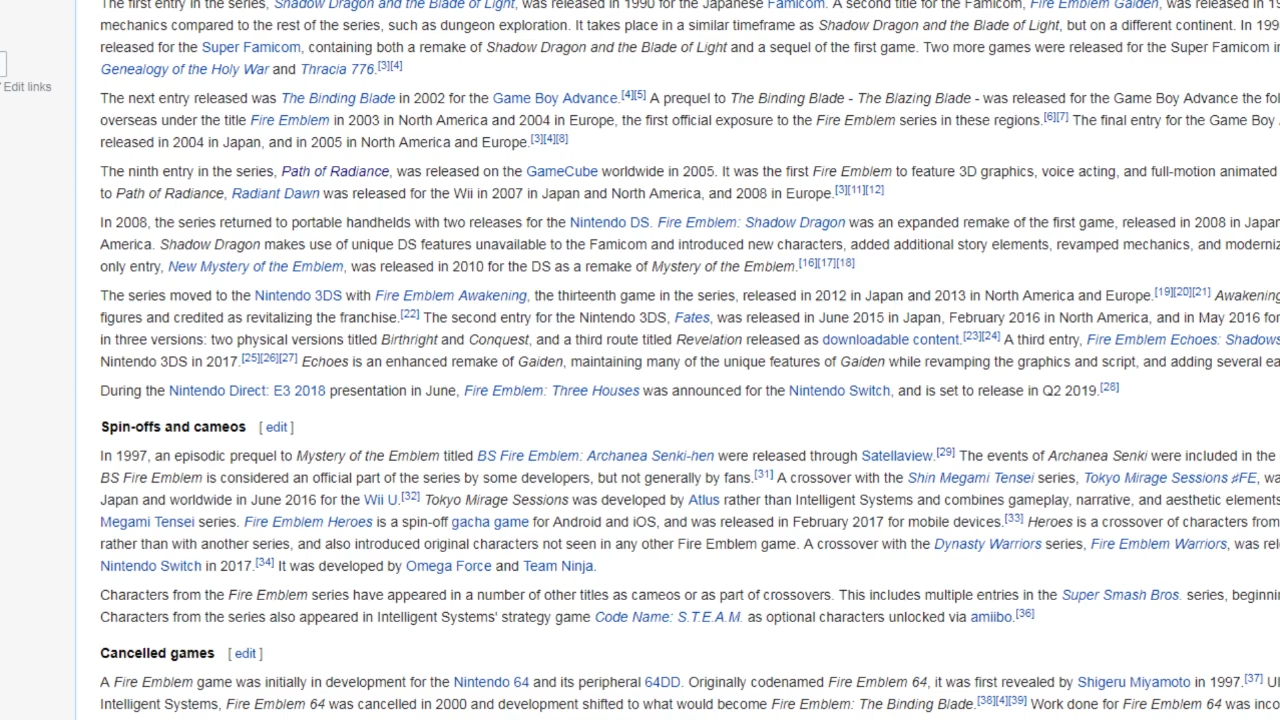 The first entry in the series, Shadow Dragon and the Blade of Light, was released in 1990 for the Japanese Famicom. A second title for the Famicom, Fire Emblem Gaiden, was released in 19
mechanics compared to the rest of the series, such as dungeon exploration. It takes place in a similar timeframe as Shadow Dragon and the Blade of Light, but on a different continent. In 199
released for the Super Famicom, containing both a remake of Shadow Dragon and the Blade of Light and a sequel of the first game. Two more games were released for the Super Famicom in
Genealogy of the Holy War and Thracia 776.[3][4]
Edit links
The next entry released was The Binding Blade in 2002 for the Game Boy Advance.[4][5] A prequel to The Binding Blade - The Blazing Blade - was released for the Game Boy Advance the fol
overseas under the title Fire Emblem in 2003 in North America and 2004 in Europe, the first official exposure to the Fire Emblem series in these regions.[6][7] The final entry for the Game Boy
released in 2004 in Japan, and in 2005 in North America and Europe.[3][4][8]
The ninth entry in the series, Path of Radiance, was released on the GameCube worldwide in 2005. It was the first Fire Emblem to feature 3D graphics, voice acting, and full-motion animated
to Path of Radiance, Radiant Dawn was released for the Wii in 2007 in Japan and North America, and 2008 in Europe.[3][11][12]
In 2008, the series returned to portable handhelds with two releases for the Nintendo DS. Fire Emblem: Shadow Dragon was an expanded remake of the first game, released in 2008 in Japan
America. Shadow Dragon makes use of unique DS features unavailable to the Famicom and introduced new characters, added additional story elements, revamped mechanics, and moderniz
only entry, New Mystery of the Emblem, was released in 2010 for the DS as a remake of Mystery of the Emblem.[16][17][18]
The series moved to the Nintendo 3DS with Fire Emblem Awakening, the thirteenth game in the series, released in 2012 in Japan and 2013 in North America and Europe.[19][20][21] Awakening
figures and credited as revitalizing the franchise.[22] The second entry for the Nintendo 3DS, Fates, was released in June 2015 in Japan, February 2016 in North America, and in May 2016 for
in three versions: two physical versions titled Birthright and Conquest, and a third route titled Revelation released as downloadable content.[23][24] A third entry, Fire Emblem Echoes: Shadows
Nintendo 3DS in 2017.[25][26][27] Echoes is an enhanced remake of Gaiden, maintaining many of the unique features of Gaiden while revamping the graphics and script, and adding several ea
During the Nintendo Direct: E3 2018 presentation in June, Fire Emblem: Three Houses was announced for the Nintendo Switch, and is set to release in Q2 2019.[28]
Spin-offs and cameos [ edit ]
In 1997, an episodic prequel to Mystery of the Emblem titled BS Fire Emblem: Archanea Senki-hen were released through Satellaview.[29] The events of Archanea Senki were included in the
BS Fire Emblem is considered an official part of the series by some developers, but not generally by fans.[31] A crossover with the Shin Megami Tensei series, Tokyo Mirage Sessions ♯FE, wa
Japan and worldwide in June 2016 for the Wii U.[32] Tokyo Mirage Sessions was developed by Atlus rather than Intelligent Systems and combines gameplay, narrative, and aesthetic elements
Megami Tensei series. Fire Emblem Heroes is a spin-off gacha game for Android and iOS, and was released in February 2017 for mobile devices.[33] Heroes is a crossover of characters from
rather than with another series, and also introduced original characters not seen in any other Fire Emblem game. A crossover with the Dynasty Warriors series, Fire Emblem Warriors, was rel
Nintendo Switch in 2017.[34] It was developed by Omega Force and Team Ninja.
Characters from the Fire Emblem series have appeared in a number of other titles as cameos or as part of crossovers. This includes multiple entries in the Super Smash Bros. series, beginni
Characters from the series also appeared in Intelligent Systems' strategy game Code Name: S.T.E.A.M. as optional characters unlocked via amiibo.[36]
Cancelled games [ edit ]
A Fire Emblem game was initially in development for the Nintendo 64 and its peripheral 64DD. Originally codenamed Fire Emblem 64, it was first revealed by Shigeru Miyamoto in 1997.[37] Ul
Intelligent Systems, Fire Emblem 64 was cancelled in 2000 and development shifted to what would become Fire Emblem: The Binding Blade.[38][4][39] Work done for Fire Emblem 64 was inco